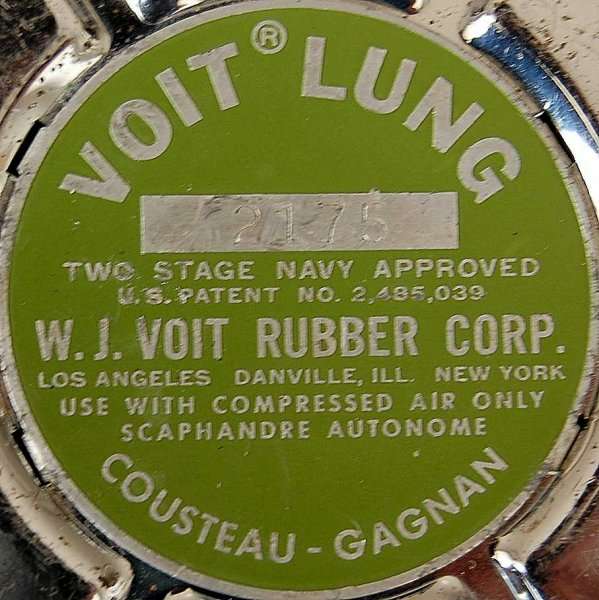 VOIT® LUNG
2175
TWO STAGE NAVY APPROVED
U.S. PATENT NO. 2,485,039
W.J. VOIT RUBBER CORP.
LOS ANGELES DANVILLE, ILL. NEW YORK
USE WITH COMPRESSED AIR ONLY
SCAPHANDRE AUTONOME
COUSTEAU - GAGNAN